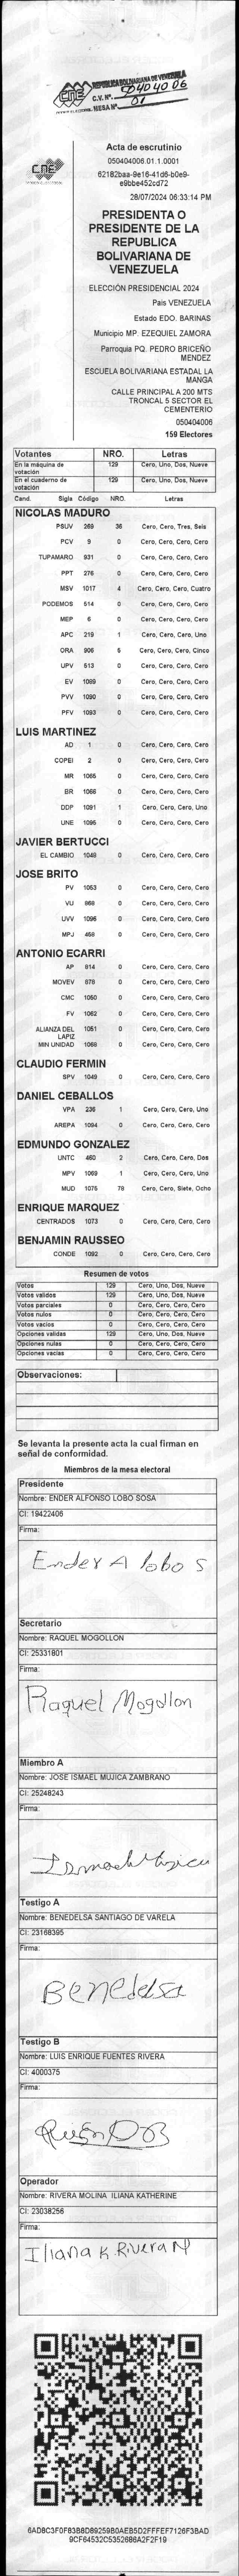 CNE
REPÚBLICA BOLIVARIANA DE VENEZUELA
C.V. Nº. 0404006
MESA Nº 01
CNE
Acta de escrutinio
050404006.01.1.0001
62182baa-9e16-41d6-b0e9-
e9bbe452cd72
28/07/2024 06:33:14 PM
PRESIDENTA O
PRESIDENTE DE LA
REPUBLICA
BOLIVARIANA DE
VENEZUELA
ELECCIÓN PRESIDENCIAL 2024
Pais VENEZUELA
Estado EDO. BARINAS
Municipio MP. EZEQUIEL ZAMORA
Parroquia PQ. PEDRO BRICEÑO
MENDEZ
ESCUELA BOLIVARIANA ESTADAL LA
MANGA
CALLE PRINCIPAL A 200 MTS
TRONCAL 5 SECTOR EL
CEMENTERIO
050404006
159 Electores
Votantes NRO. Letras
En la máquina de votación 129 Cero, Uno, Dos, Nueve
En el cuaderno de votación 129 Cero, Uno, Dos, Nueve
Cand. Sigla Código NRO. Letras
NICOLAS MADURO
PSUV 269 36 Cero, Cero, Tres, Seis
PCV 9 0 Cero, Cero, Cero, Cero
TUPAMARO 931 0 Cero, Cero, Cero, Cero
PPT 276 0 Cero, Cero, Cero, Cero
MSV 1017 4 Cero, Cero, Cero, Cuatro
PODEMOS 514 0 Cero, Cero, Cero, Cero
MEP 6 0 Cero, Cero, Cero, Cero
APC 219 1 Cero, Cero, Cero, Uno
ORA 906 5 Cero, Cero, Cero, Cinco
UPV 513 0 Cero, Cero, Cero, Cero
EV 1089 0 Cero, Cero, Cero, Cero
PVV 1090 0 Cero, Cero, Cero, Cero
PFV 1093 0 Cero, Cero, Cero, Cero
LUIS MARTINEZ
AD 1 0 Cero, Cero, Cero, Cero
COPEI 2 0 Cero, Cero, Cero, Cero
MR 1065 0 Cero, Cero, Cero, Cero
BR 1066 0 Cero, Cero, Cero, Cero
DDP 1091 1 Cero, Cero, Cero, Uno
UNE 1095 0 Cero, Cero, Cero, Cero
JAVIER BERTUCCI
EL CAMBIO 1048 0 Cero, Cero, Cero, Cero
JOSE BRITO
PV 1053 0 Cero, Cero, Cero, Cero
VU 868 0 Cero, Cero, Cero, Cero
UVV 1096 0 Cero, Cero, Cero, Cero
MPJ 458 0 Cero, Cero, Cero, Cero
ANTONIO ECARRI
AP 814 0 Cero, Cero, Cero, Cero
MOVEV 878 0 Cero, Cero, Cero, Cero
CMC 1050 0 Cero, Cero, Cero, Cero
FV 1062 0 Cero, Cero, Cero, Cero
ALIANZA DEL LAPIZ 1051 0 Cero, Cero, Cero, Cero
MIN UNIDAD 1068 0 Cero, Cero, Cero, Cero
CLAUDIO FERMIN
SPV 1049 0 Cero, Cero, Cero, Cero
DANIEL CEBALLOS
VPA 236 1 Cero, Cero, Cero, Uno
AREPA 1094 0 Cero, Cero, Cero, Cero
EDMUNDO GONZALEZ
UNTC 460 2 Cero, Cero, Cero, Dos
MPV 1069 1 Cero, Cero, Cero, Uno
MUD 1075 78 Cero, Cero, Siete, Ocho
ENRIQUE MARQUEZ
CENTRADOS 1073 0 Cero, Cero, Cero, Cero
BENJAMIN RAUSSEO
CONDE 1092 0 Cero, Cero, Cero, Cero
Resumen de votos
Votos 129 Cero, Uno, Dos, Nueve
Votos validos 129 Cero, Uno, Dos, Nueve
Votos parciales 0 Cero, Cero, Cero, Cero
Votos nulos 0 Cero, Cero, Cero, Cero
Votos vacios 0 Cero, Cero, Cero, Cero
Opciones validas 129 Cero, Uno, Dos, Nueve
Opciones nulas 0 Cero, Cero, Cero, Cero
Opciones vacias 0 Cero, Cero, Cero, Cero
Observaciones:
Se levanta la presente acta la cual firman en
señal de conformidad.
Miembros de la mesa electoral
Presidente
Nombre: ENDER ALFONSO LOBO SOSA
CI: 19422406
Firma:
Ender A lobo S
Secretario
Nombre: RAQUEL MOGOLLON
CI: 25331801
Firma:
Raquel Mogollon
Miembro A
Nombre: JOSE ISMAEL MUJICA ZAMBRANO
CI: 25248243
Firma:
Ismael Mujica
Testigo A
Nombre: BENEDELSA SANTIAGO DE VARELA
CI: 23168395
Firma:
Benedelsa
Testigo B
Nombre: LUIS ENRIQUE FUENTES RIVERA
CI: 4000375
Firma:
Operador
Nombre: RIVERA MOLINA ILIANA KATHERINE
CI: 23038256
Firma:
Iliana K Rivera M
6AD8C3F0F83B8D89259B0AEB5D2FFFEF7126F3BAD
9CF64532C5352686A2F2F19